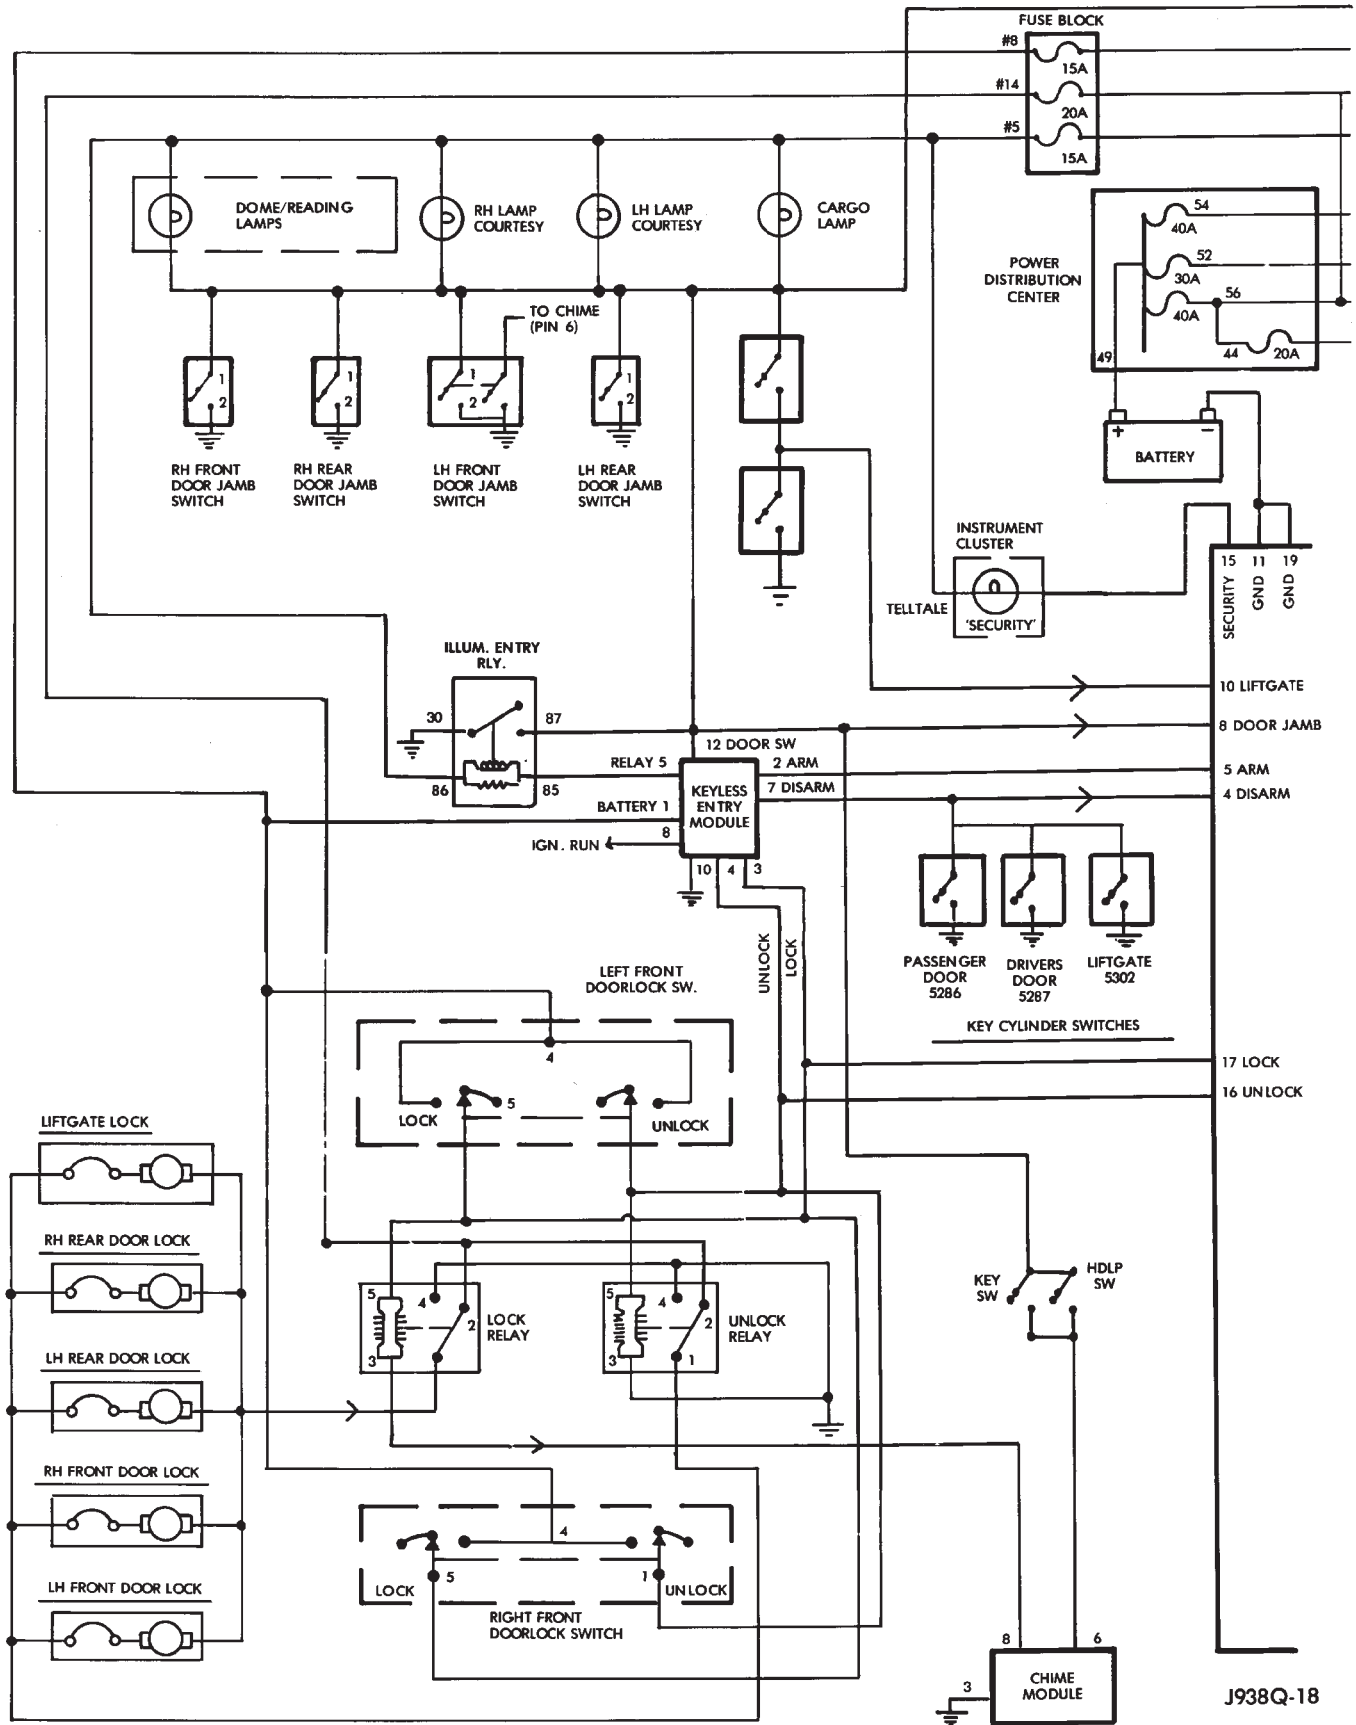 FUSE BLOCK
#8
15A
#14
20A
#5
15A
DOME/READING
LAMPS
RH LAMP
COURTESY
LH LAMP
COURTESY
CARGO
LAMP
54
40A
52
30A
56
40A
44
20A
49
POWER
DISTRIBUTION
CENTER
TO CHIME
(PIN 6)
1
2
1
2
1
2
1
2
RH FRONT
DOOR JAMB
SWITCH
RH REAR
DOOR JAMB
SWITCH
LH FRONT
DOOR JAMB
SWITCH
LH REAR
DOOR JAMB
SWITCH
+
-
BATTERY
INSTRUMENT
CLUSTER
TELLTALE
'SECURITY'
15
11
19
SECURITY
GND
GND
ILLUM. ENTRY
RLY.
30
87
86
85
10 LIFTGATE
8 DOOR JAMB
5 ARM
4 DISARM
12 DOOR SW
RELAY 5
2 ARM
7 DISARM
BATTERY 1
8
IGN. RUN
KEYLESS
ENTRY
MODULE
10
4
3
UNLOCK
LOCK
PASSENGER
DOOR
5286
DRIVERS
DOOR
5287
LIFTGATE
5302
KEY CYLINDER SWITCHES
LEFT FRONT
DOORLOCK SW.
4
5
LOCK
UNLOCK
17 LOCK
16 UNLOCK
LIFTGATE LOCK
RH REAR DOOR LOCK
LH REAR DOOR LOCK
RH FRONT DOOR LOCK
LH FRONT DOOR LOCK
5
4
2
3
LOCK
RELAY
5
4
2
3
1
UNLOCK
RELAY
KEY
SW
HDLP
SW
4
5
1
LOCK
UNLOCK
RIGHT FRONT
DOORLOCK SWITCH
8
6
3
CHIME
MODULE
J938Q-18